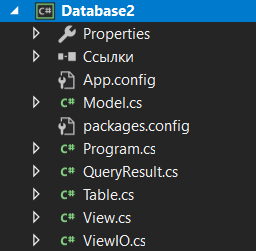 Database2
Properties
Ссылки
App.config
Model.cs
packages.config
Program.cs
QueryResult.cs
Table.cs
View.cs
ViewIO.cs